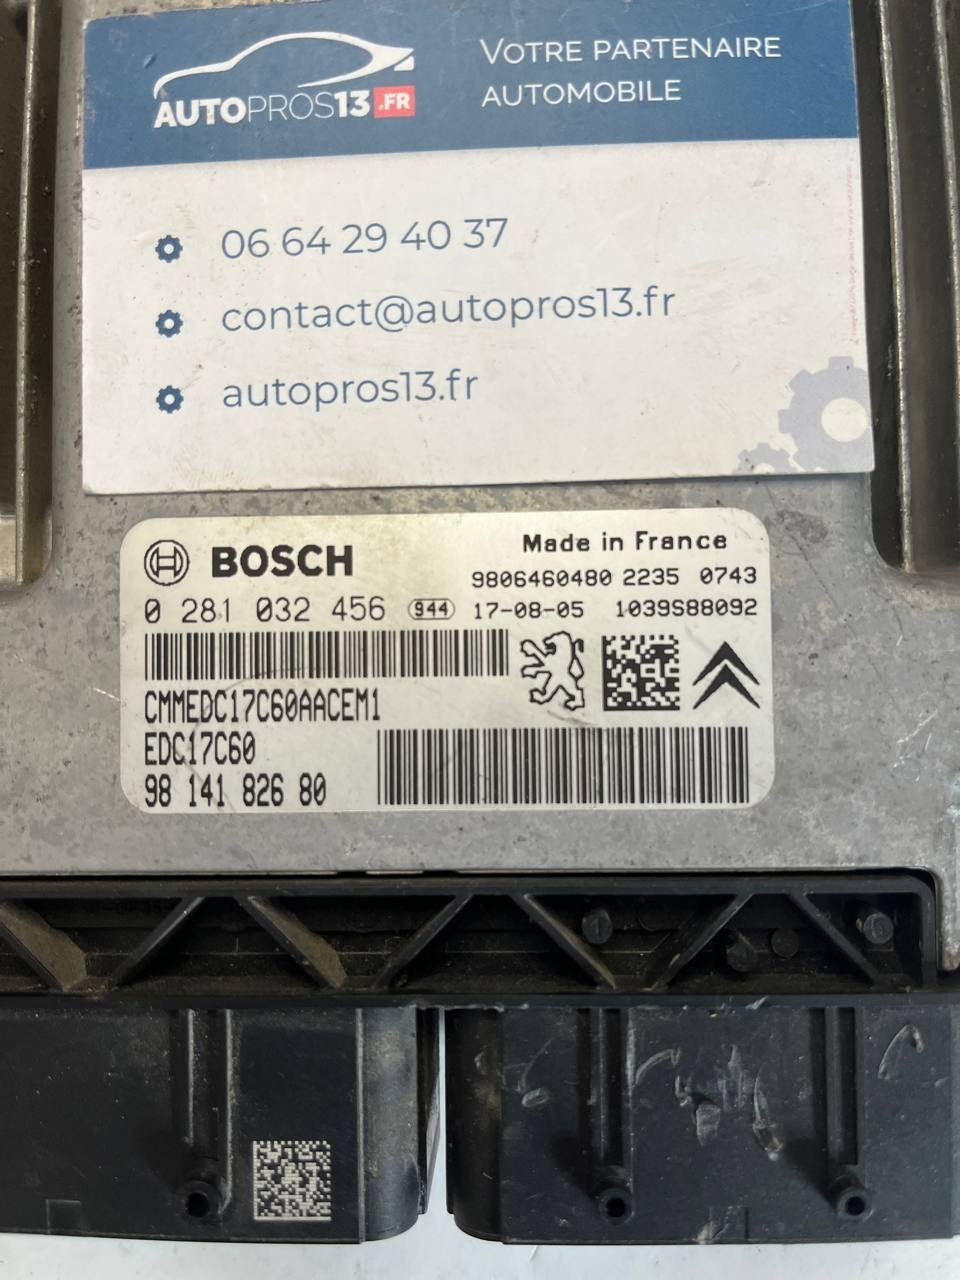 AUTOPROS13.FR
VOTRE PARTENAIRE
AUTOMOBILE
06 64 29 40 37
contact@autopros13.fr
autopros13.fr
BOSCH
Made in France
9806460480 2235 0743
0 281 032 456 944 17-08-05 1039S88092
CMMEDC17C60AACEM1
EDC17C60
98 141 826 80